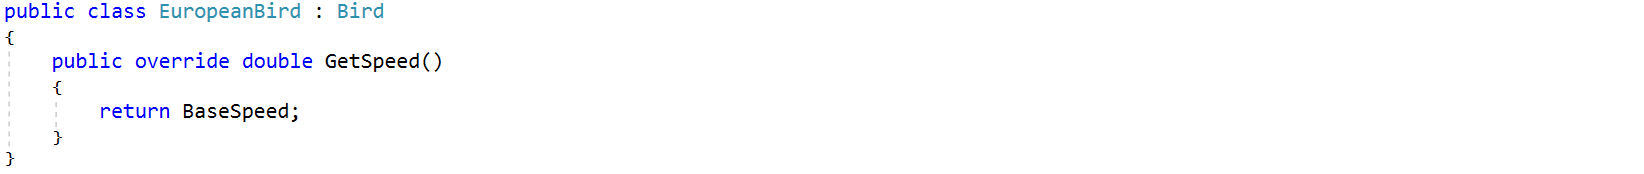 public class EuropeanBird : Bird
{
    public override double GetSpeed()
    {
        return BaseSpeed;
    }
}